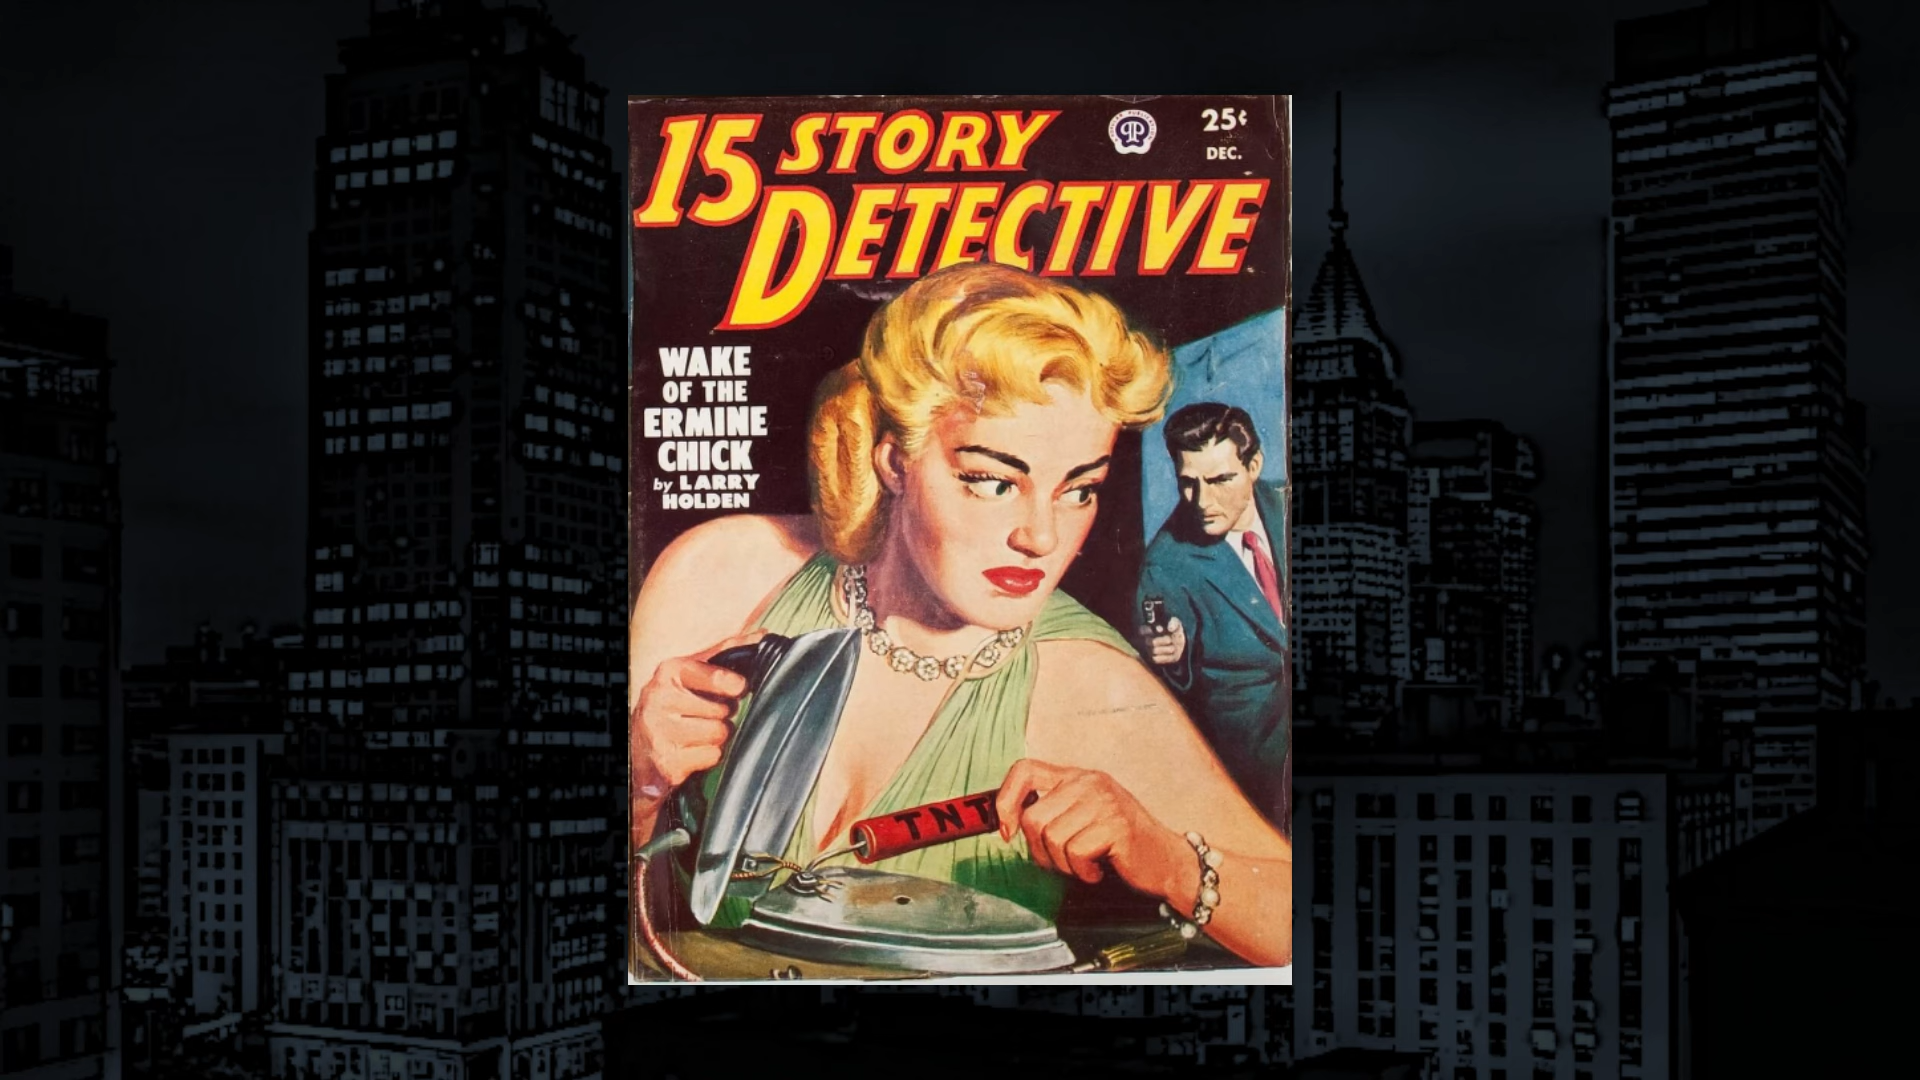 15 STORY
DETECTIVE
25¢
DEC.
WAKE
OF THE
ERMINE
CHICK
by LARRY
HOLDEN
TNT